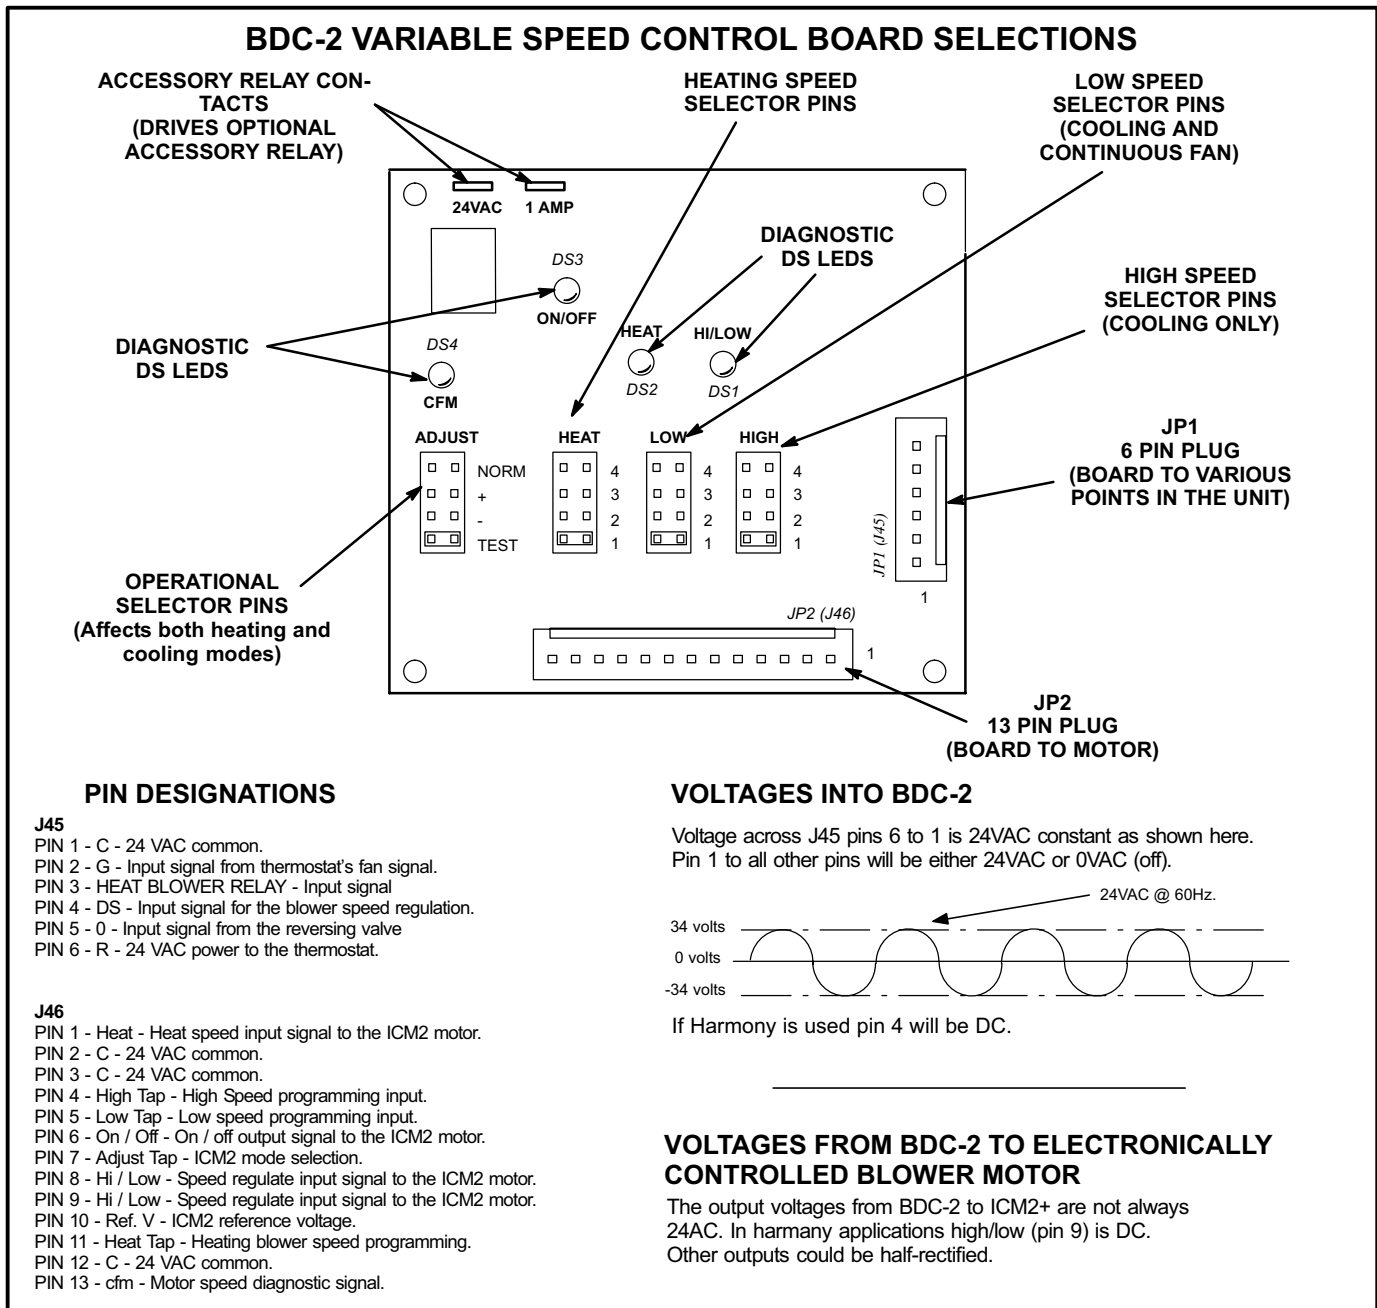 BDC-2 VARIABLE SPEED CONTROL BOARD SELECTIONS
ACCESSORY RELAY CON-
TACTS
(DRIVES OPTIONAL
ACCESSORY RELAY)
HEATING SPEED
SELECTOR PINS
LOW SPEED
SELECTOR PINS
(COOLING AND
CONTINUOUS FAN)
24VAC
1 AMP
DIAGNOSTIC
DS LEDS
HIGH SPEED
SELECTOR PINS
(COOLING ONLY)
DS3
ON/OFF
HEAT
HI/LOW
DIAGNOSTIC
DS LEDS
DS4
CFM
DS2
DS1
ADJUST
HEAT
LOW
HIGH
NORM
+
-
TEST
4
3
2
1
4
3
2
1
4
3
2
1
JP1 (J45)
1
JP1
6 PIN PLUG
(BOARD TO VARIOUS
POINTS IN THE UNIT)
OPERATIONAL
SELECTOR PINS
(Affects both heating and
cooling modes)
JP2 (J46)
1
JP2
13 PIN PLUG
(BOARD TO MOTOR)
PIN DESIGNATIONS
J45
PIN 1 - C - 24 VAC common.
PIN 2 - G - Input signal from thermostat's fan signal.
PIN 3 - HEAT BLOWER RELAY - Input signal
PIN 4 - DS - Input signal for the blower speed regulation.
PIN 5 - 0 - Input signal from the reversing valve
PIN 6 - R - 24 VAC power to the thermostat.
J46
PIN 1 - Heat - Heat speed input signal to the ICM2 motor.
PIN 2 - C - 24 VAC common.
PIN 3 - C - 24 VAC common.
PIN 4 - High Tap - High Speed programming input.
PIN 5 - Low Tap - Low speed programming input.
PIN 6 - On / Off - On / off output signal to the ICM2 motor.
PIN 7 - Adjust Tap - ICM2 mode selection.
PIN 8 - Hi / Low - Speed regulate input signal to the ICM2 motor.
PIN 9 - Hi / Low - Speed regulate input signal to the ICM2 motor.
PIN 10 - Ref. V - ICM2 reference voltage.
PIN 11 - Heat Tap - Heating blower speed programming.
PIN 12 - C - 24 VAC common.
PIN 13 - cfm - Motor speed diagnostic signal.
VOLTAGES INTO BDC-2
Voltage across J45 pins 6 to 1 is 24VAC constant as shown here.
Pin 1 to all other pins will be either 24VAC or 0VAC (off).
24VAC @ 60Hz.
34 volts
0 volts
-34 volts
If Harmony is used pin 4 will be DC.
VOLTAGES FROM BDC-2 TO ELECTRONICALLY
CONTROLLED BLOWER MOTOR
The output voltages from BDC-2 to ICM2+ are not always
24AC. In harmany applications high/low (pin 9) is DC.
Other outputs could be half-rectified.